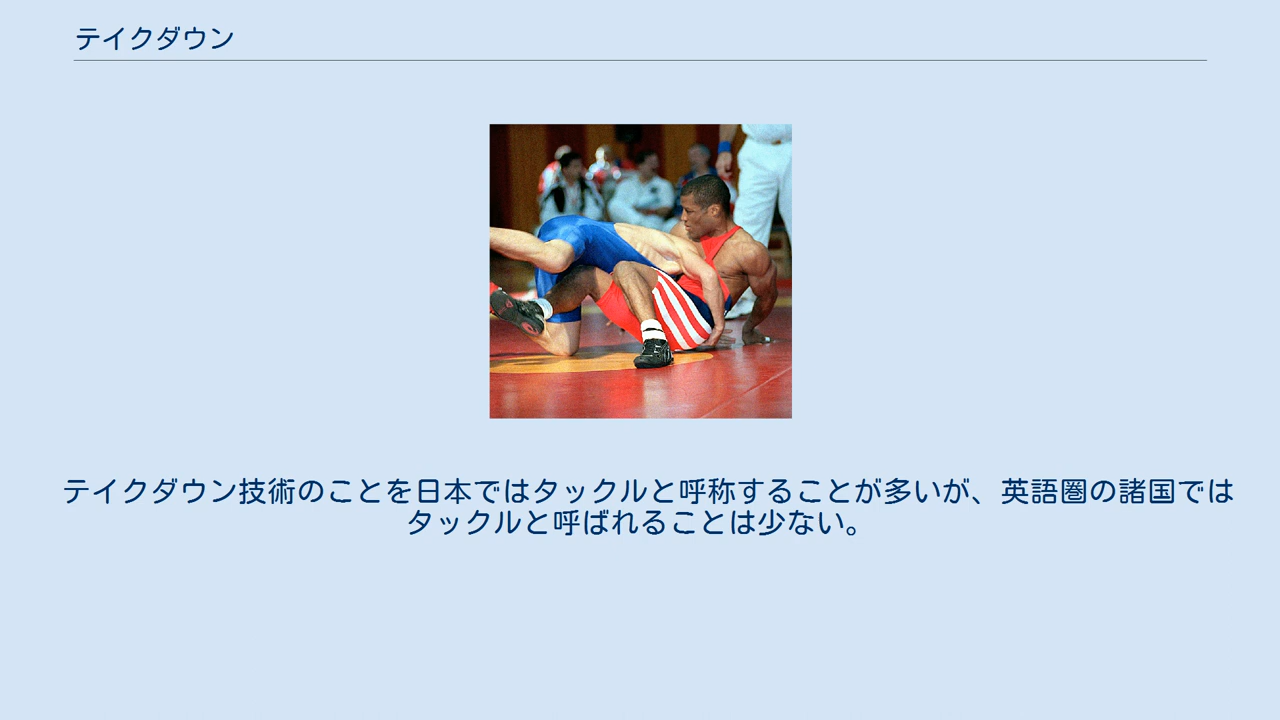 テイクダウン
テイクダウン技術のことを日本ではタックルと呼称することが多いが、英語圏の諸国では
タックルと呼ばれることは少ない。